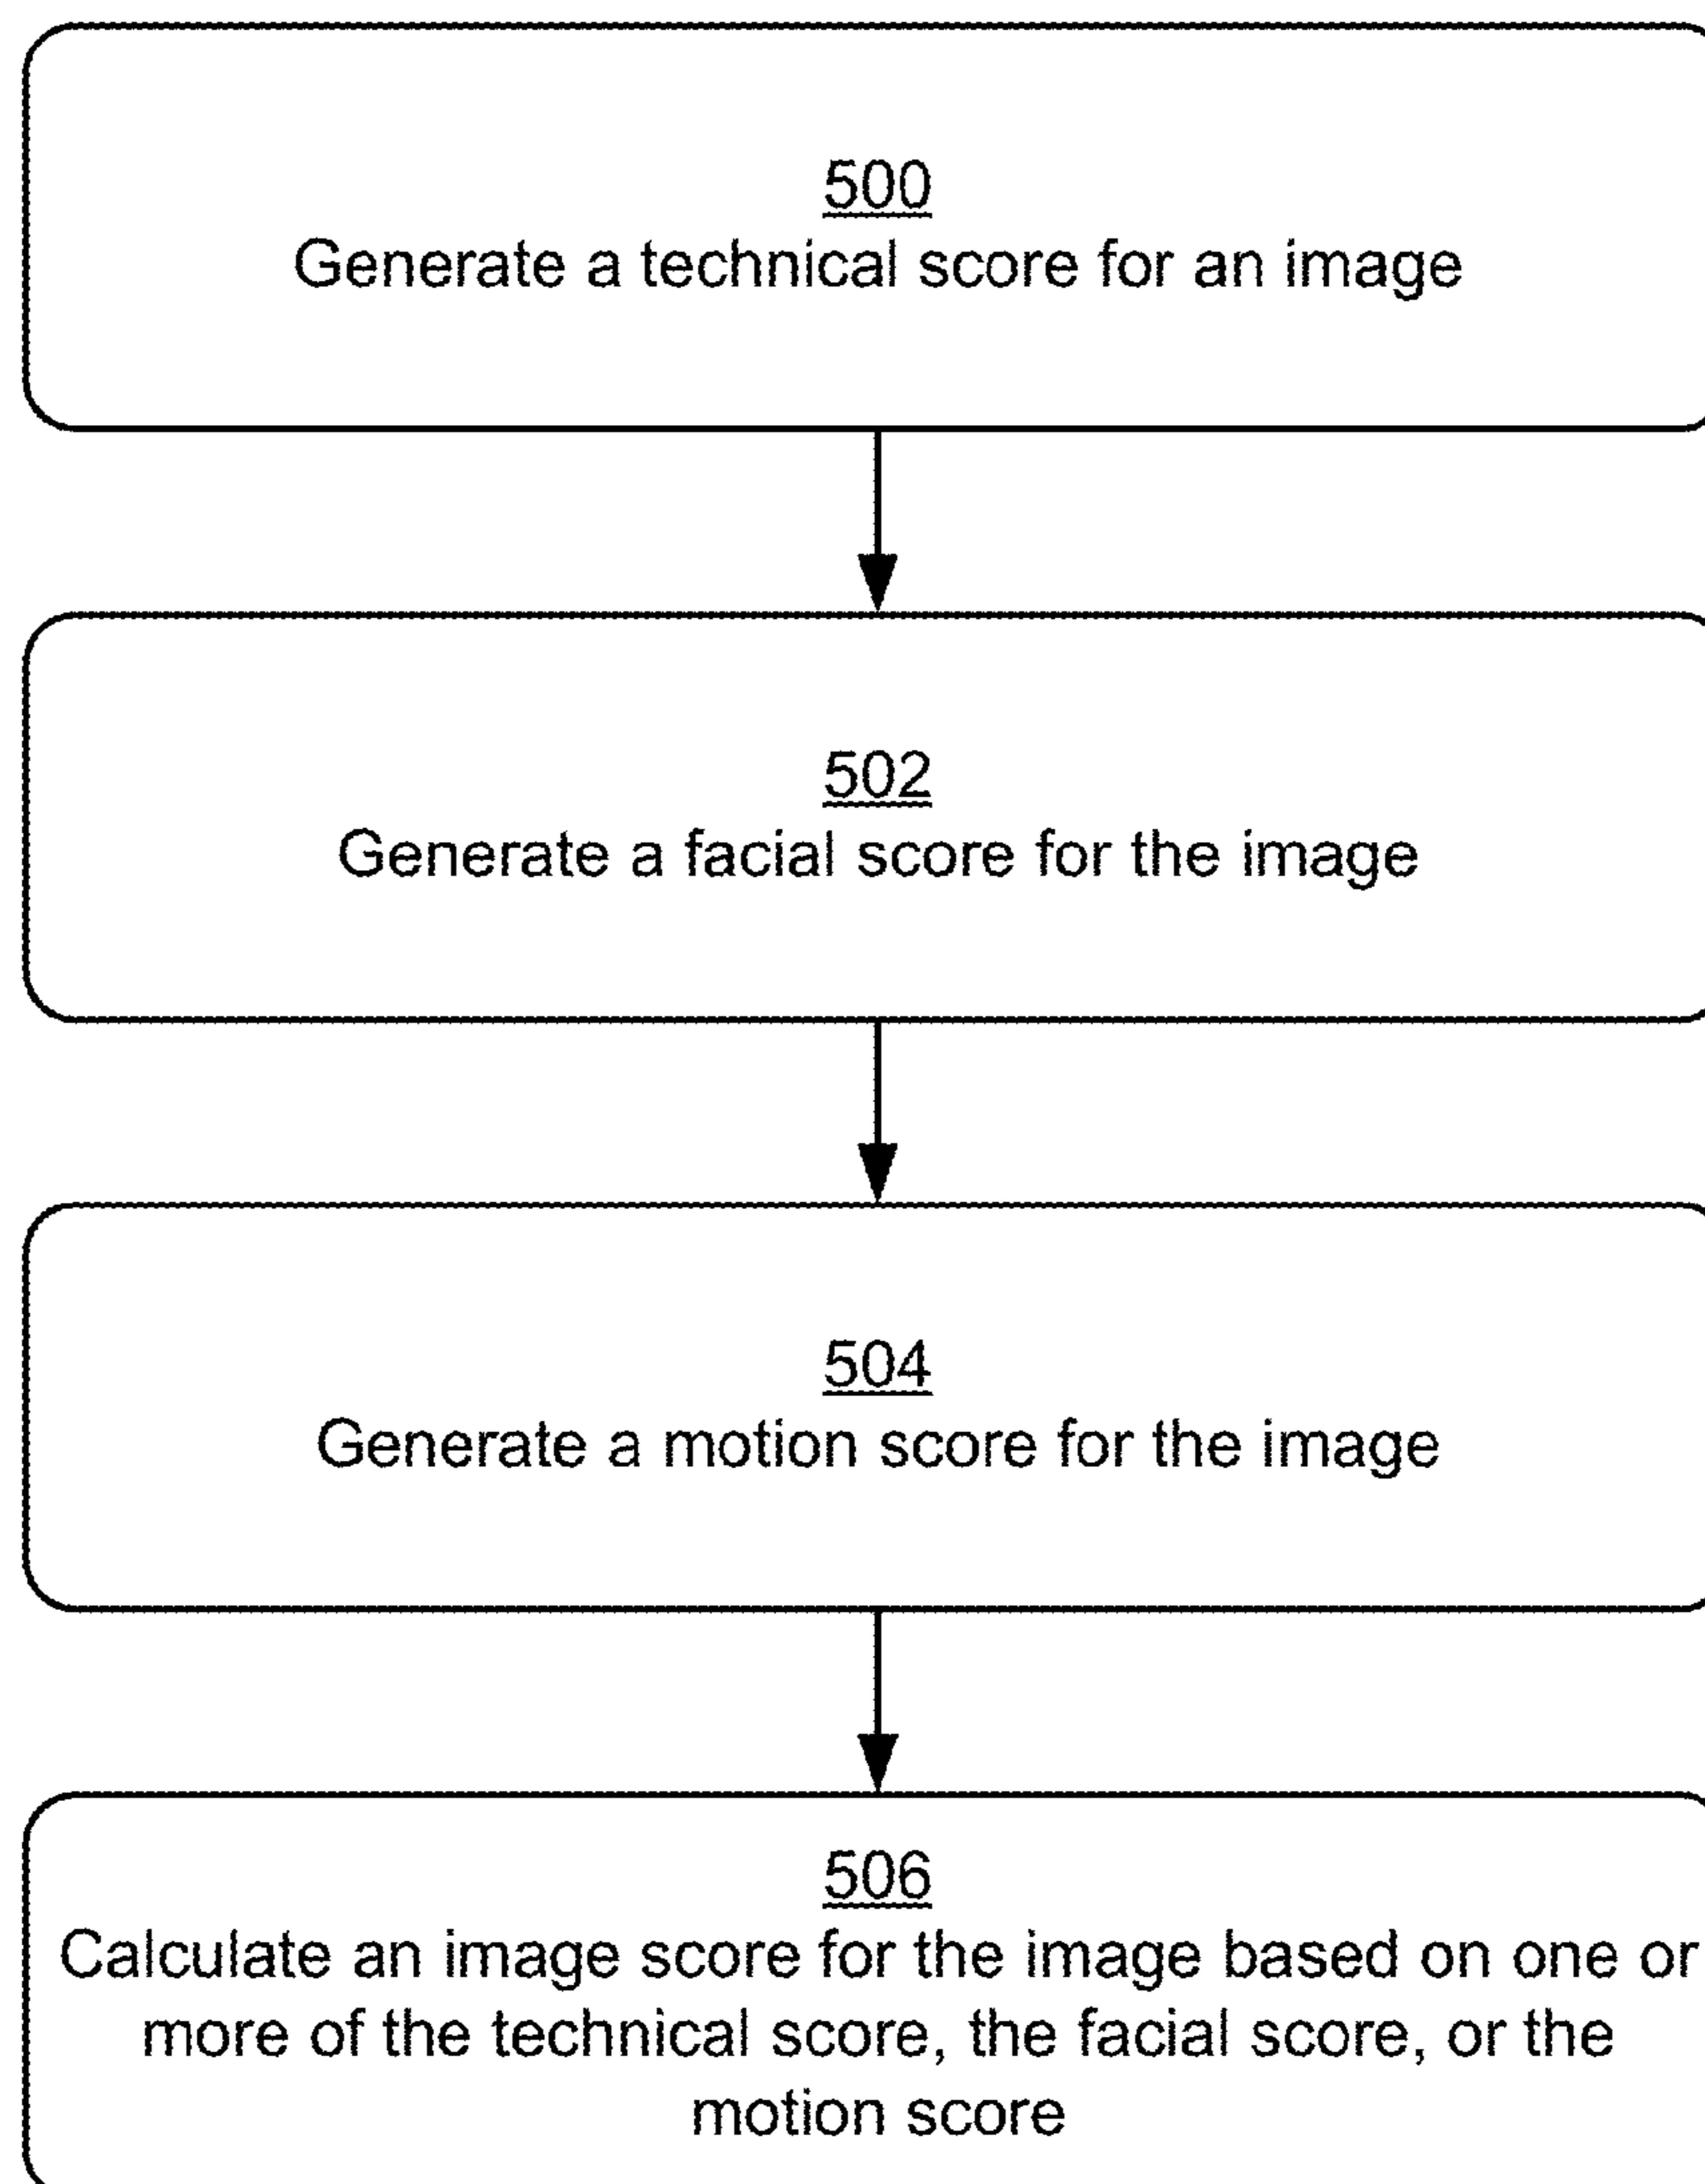 500
Generate a technical score for an image
502
Generate a facial score for the image
504
Generate a motion score for the image
506
Calculate an image score for the image based on one or
more of the technical score, the facial score, or the
motion score